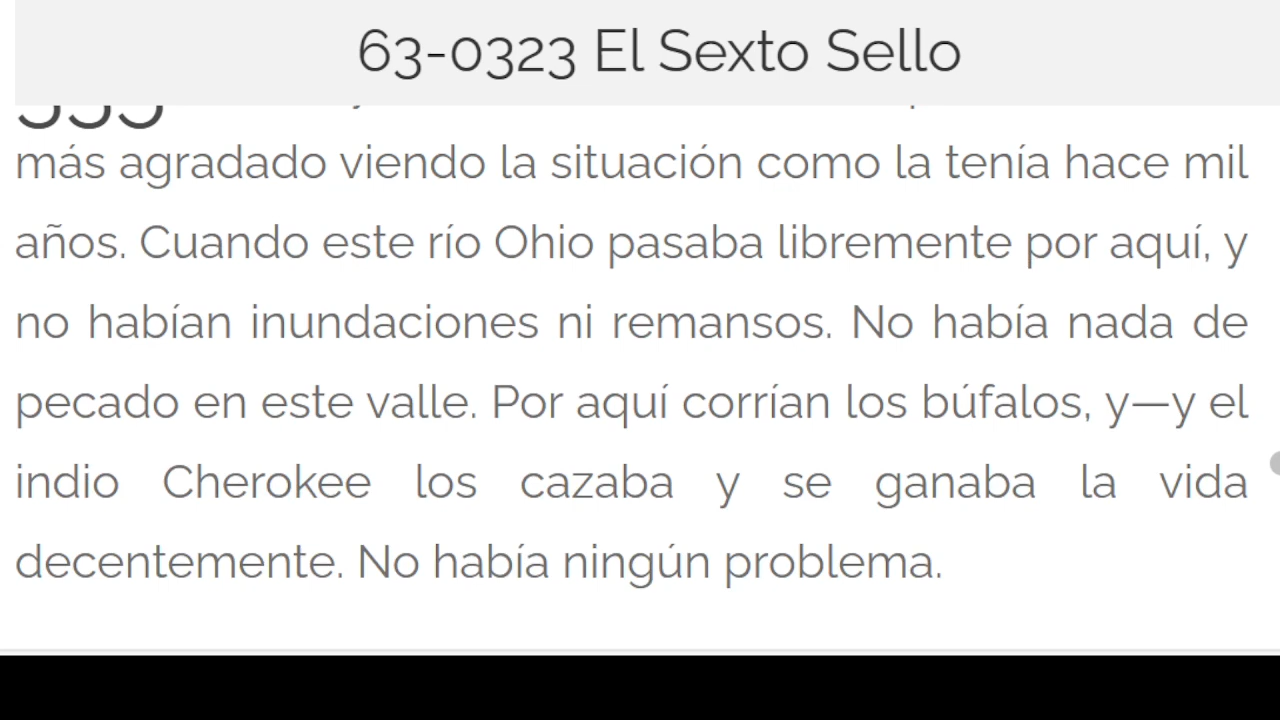 63-0323 El Sexto Sello
más agradado viendo la situación como la tenía hace mil
años. Cuando este río Ohio pasaba libremente por aquí, y
no habían inundaciones ni remansos. No había nada de
pecado en este valle. Por aquí corrían los búfalos, y—y el
indio Cherokee los cazaba y se ganaba la vida
decentemente. No había ningún problema.